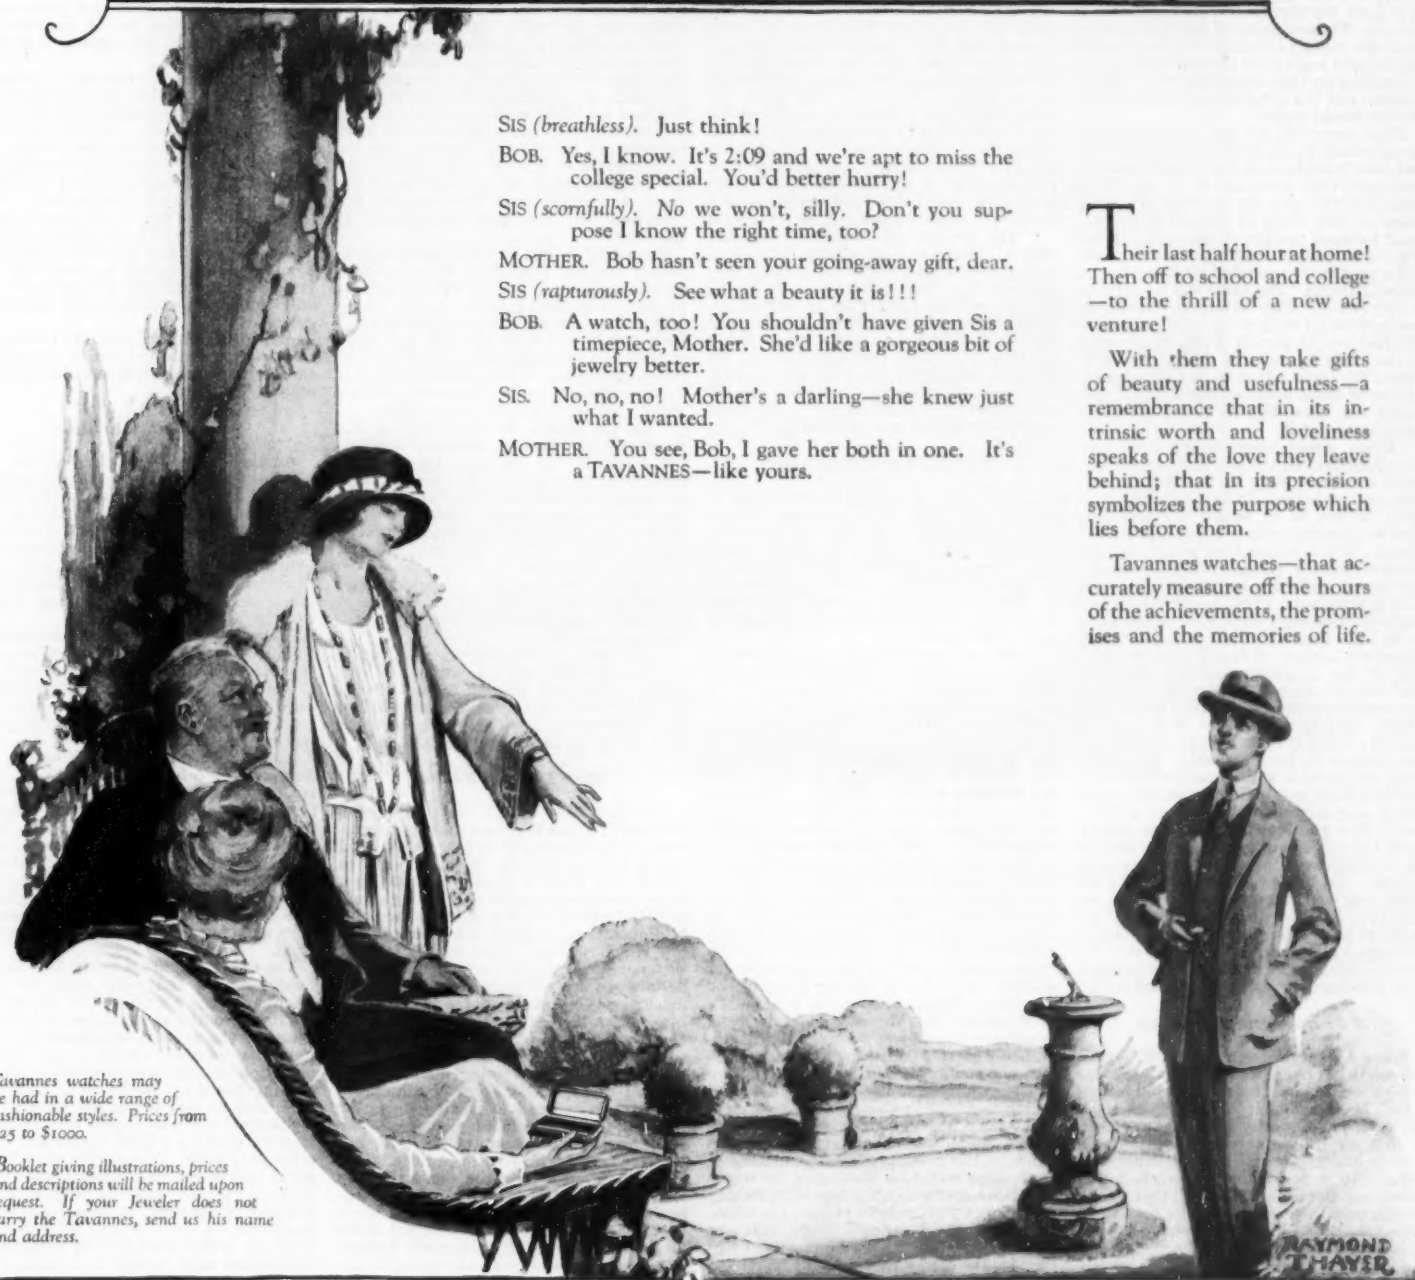 SIS (breathless). Just think!
BOB. Yes, I know. It's 2:09 and we're apt to miss the
college special. You'd better hurry!
SIS (scornfully). No we won't, silly. Don't you sup-
pose I know the right time, too?
MOTHER. Bob hasn't seen your going-away gift, dear.
SIS (rapturously). See what a beauty it is!!!
BOB. A watch, too! You shouldn't have given Sis a
timepiece, Mother. She'd like a gorgeous bit of
jewelry better.
SIS. No, no, no! Mother's a darling—she knew just
what I wanted.
MOTHER. You see, Bob, I gave her both in one. It's
a TAVANNES—like yours.
Their last half hour at home!
Then off to school and college
—to the thrill of a new ad-
venture!
With them they take gifts
of beauty and usefulness—a
remembrance that in its in-
trinsic worth and loveliness
speaks of the love they leave
behind; that in its precision
symbolizes the purpose which
lies before them.
Tavannes watches—that ac-
curately measure off the hours
of the achievements, the prom-
ises and the memories of life.
avannes watches may
e had in a wide range of
ashionable styles. Prices from
25 to $1000.
Booklet giving illustrations, prices
nd descriptions will be mailed upon
equest. If your Jeweler does not
arry the Tavannes, send us his name
nd address.
RAYMOND
THAYER